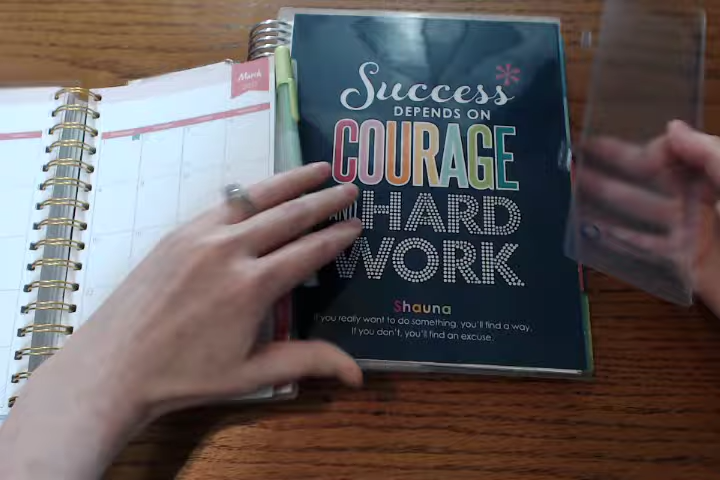 March
Success*
DEPENDS ON
COURAGE
AND HARD
WORK
Shauna
If you really want to do something, you'll find a way.
If you don't, you'll find an excuse.